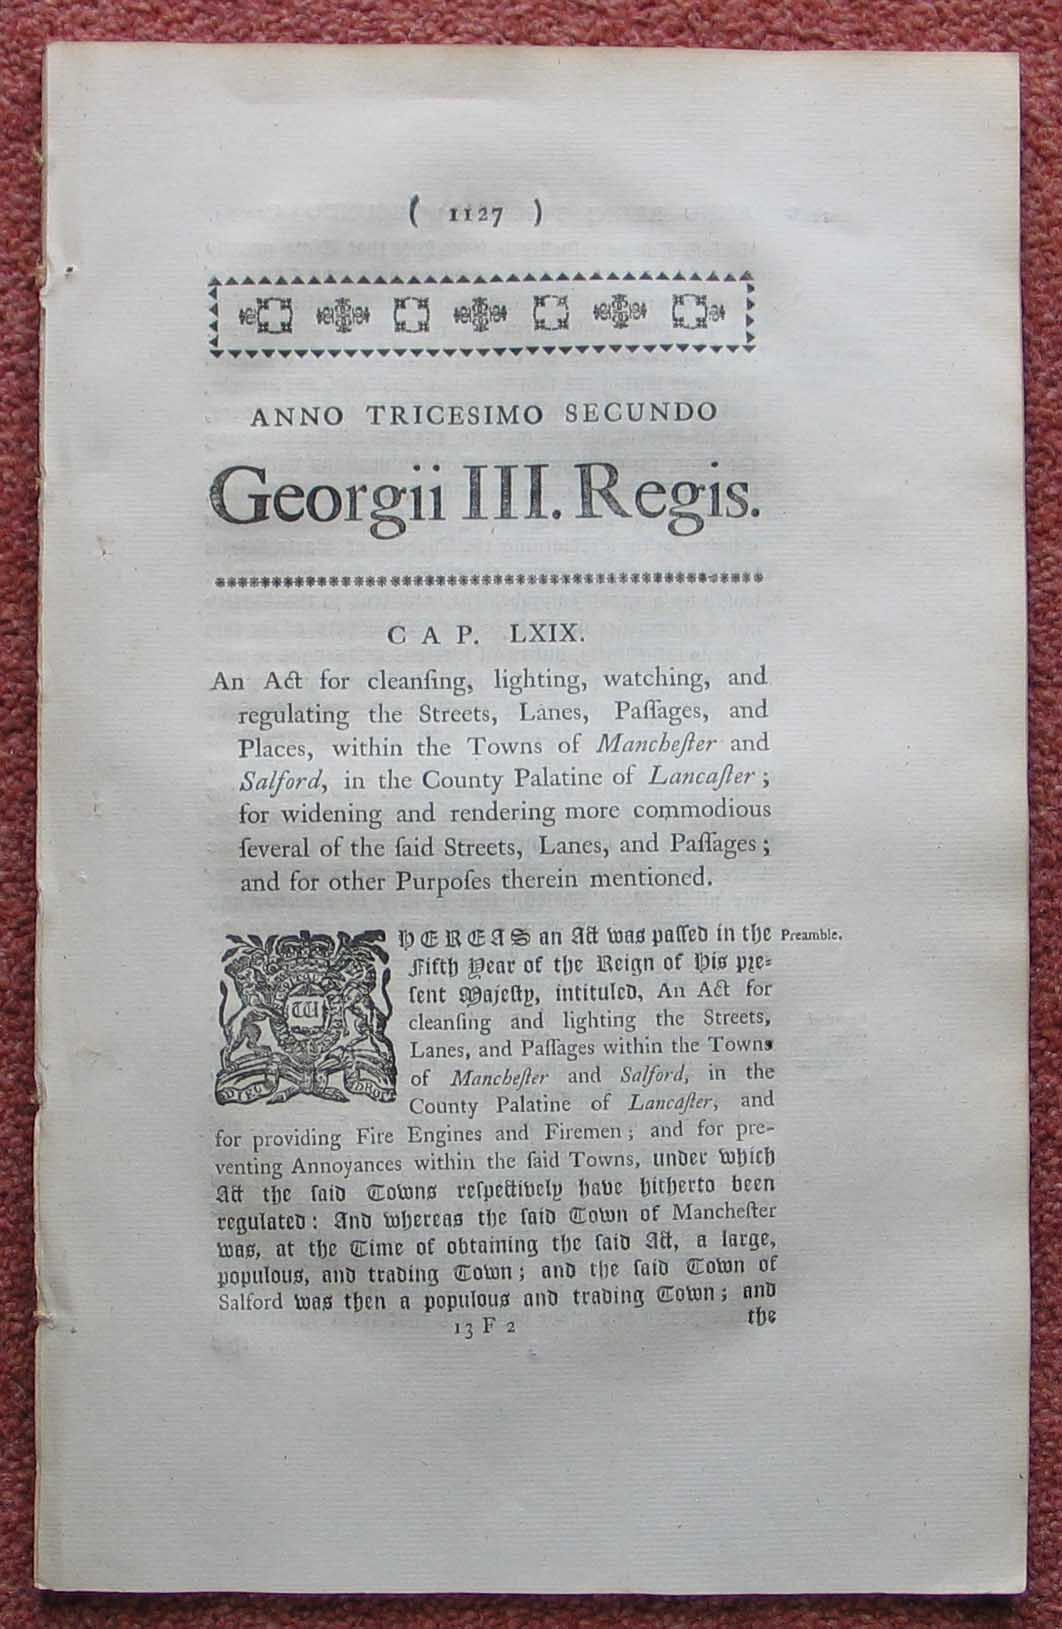 ( 1127 )
ANNO TRICESIMO SECUNDO
Georgii III. Regis.
CAP. LXIX.
An Act for cleanſing, lighting, watching, and
regulating the Streets, Lanes, Paſſages, and
Places, within the Towns of Mancheſter and
Salford, in the County Palatine of Lancaſter;
for widening and rendering more commodious
ſeveral of the ſaid Streets, Lanes, and Paſſages;
and for other Purpoſes therein mentioned.
WHEREAS an Act was paſſed in the Preamble.
Fifth Year of the Reign of His pre-
ſent Majeſty, intituled, An Act for
cleanſing and lighting the Streets,
Lanes, and Paſſages within the Towns
of Mancheſter and Salford, in the
DIEU DROIT
County Palatine of Lancaſter, and
for providing Fire Engines and Firemen; and for pre-
venting Annoyances within the ſaid Towns, under which
Act the ſaid Towns reſpectively have hitherto been
regulated: And whereas the ſaid Town of Mancheſter
was, at the Time of obtaining the ſaid Act, a large,
populous, and trading Town; and the ſaid Town of
Salford was then a populous and trading Town; and
13 F 2 the